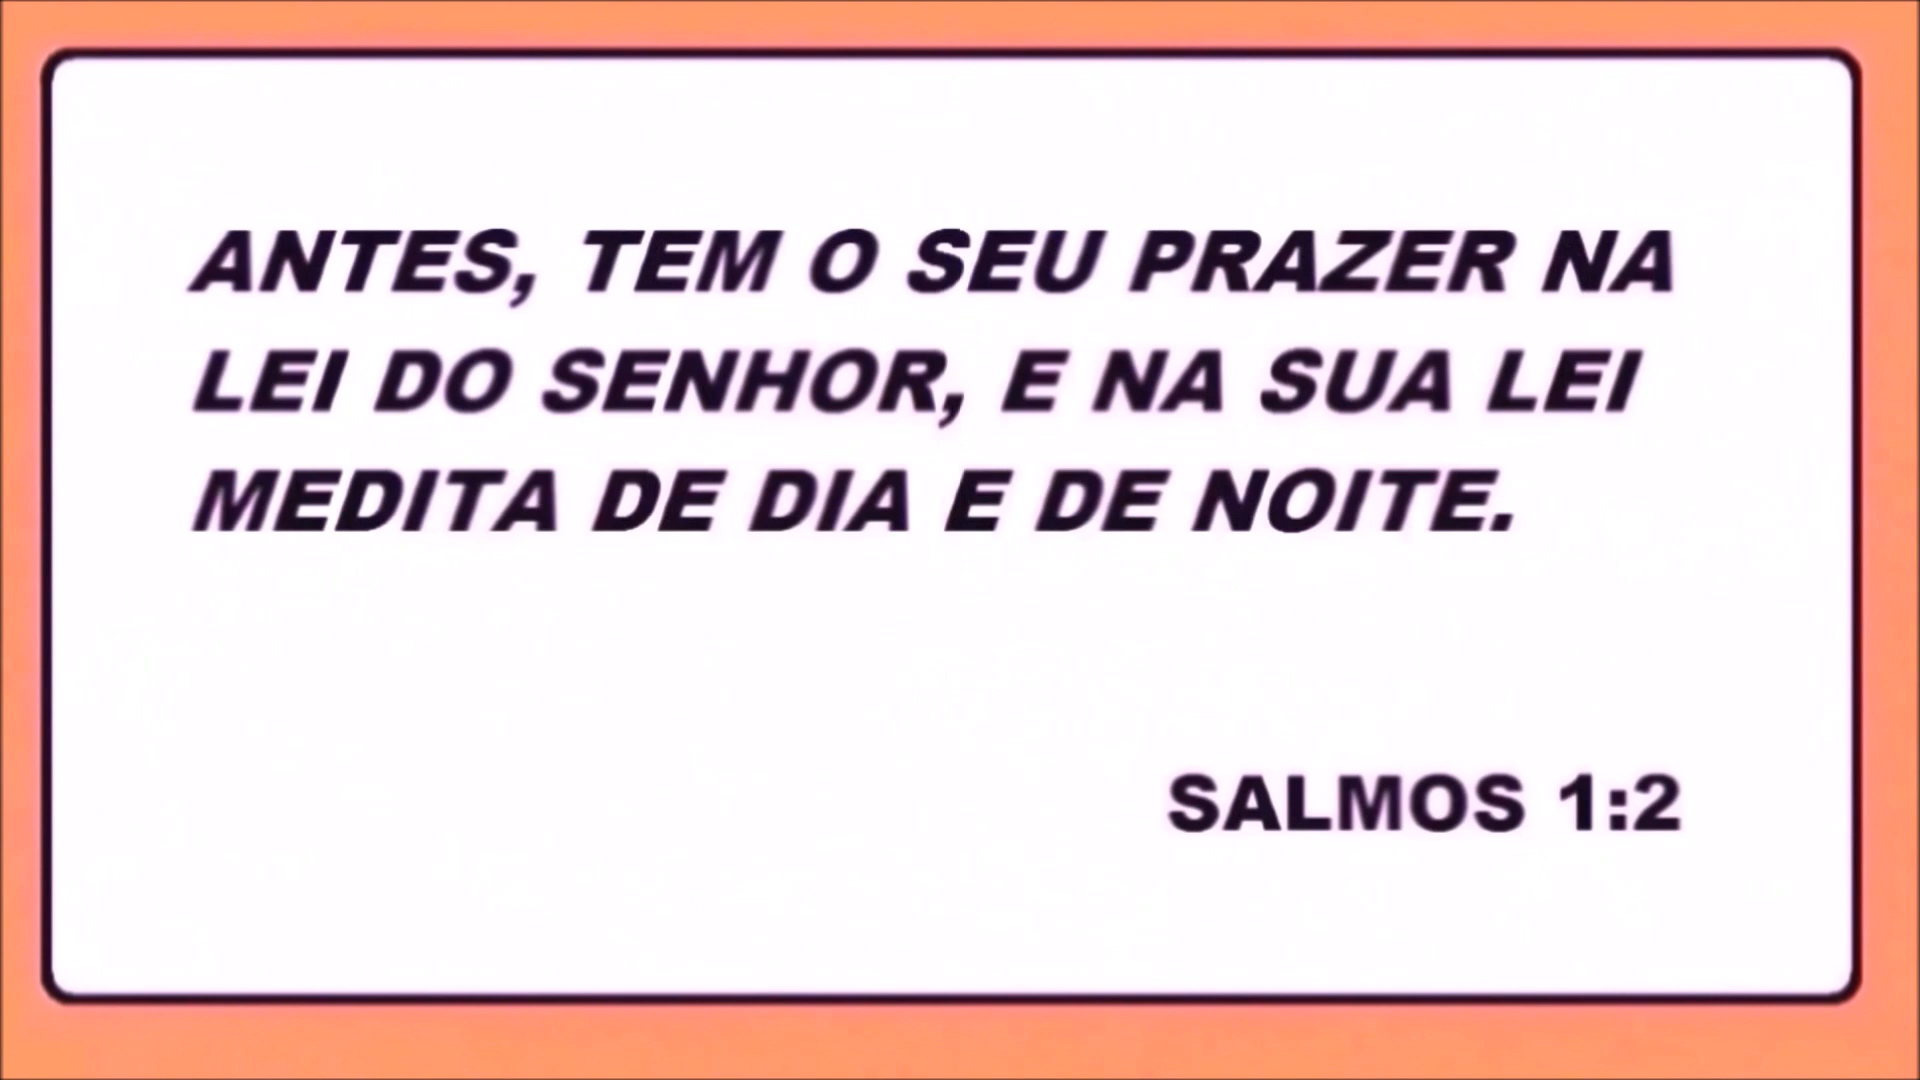 ANTES, TEM O SEU PRAZER NA
LEI DO SENHOR, E NA SUA LEI
MEDITA DE DIA E DE NOITE.
SALMOS 1:2